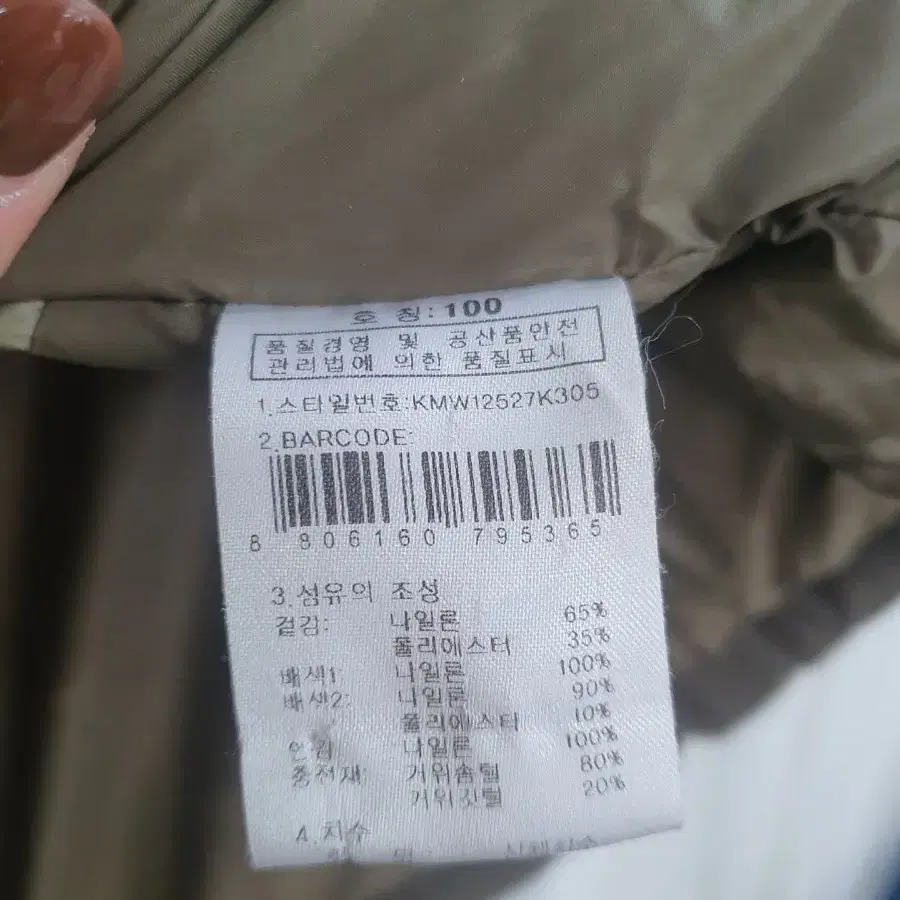 호 칭: 100
품질경영 및 공산품안전
관리법에 의한 품질표시
1.스타일번호:KMW12527K305
2.BARCODE:
8 806160 795365
3.섬유의 조성
겉감: 나일론 65%
폴리에스터 35%
배색1: 나일론 100%
배색2: 나일론 90%
폴리에스터 10%
안감: 나일론 100%
충전재: 거위솜털 80%
거위깃털 20%
4.치수